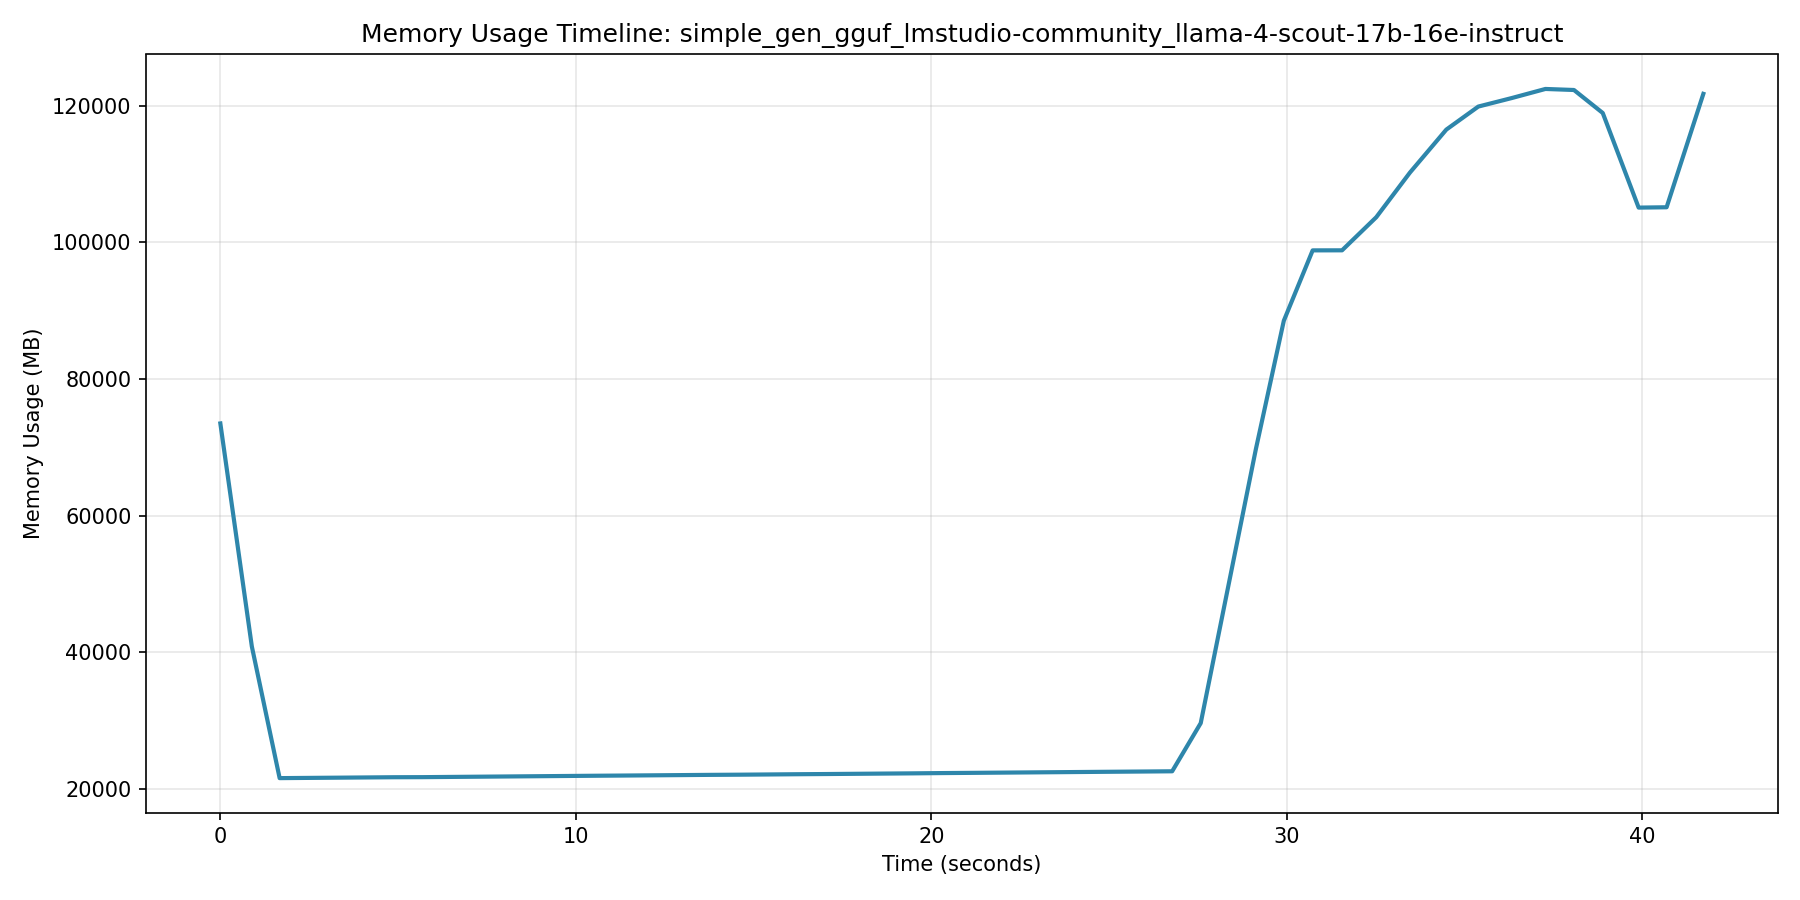 Memory Usage Timeline: simple_gen_gguf_lmstudio-community_llama-4-scout-17b-16e-instruct
Memory Usage (MB)
120000
100000
80000
60000
40000
20000
0 10 20 30 40
Time (seconds)